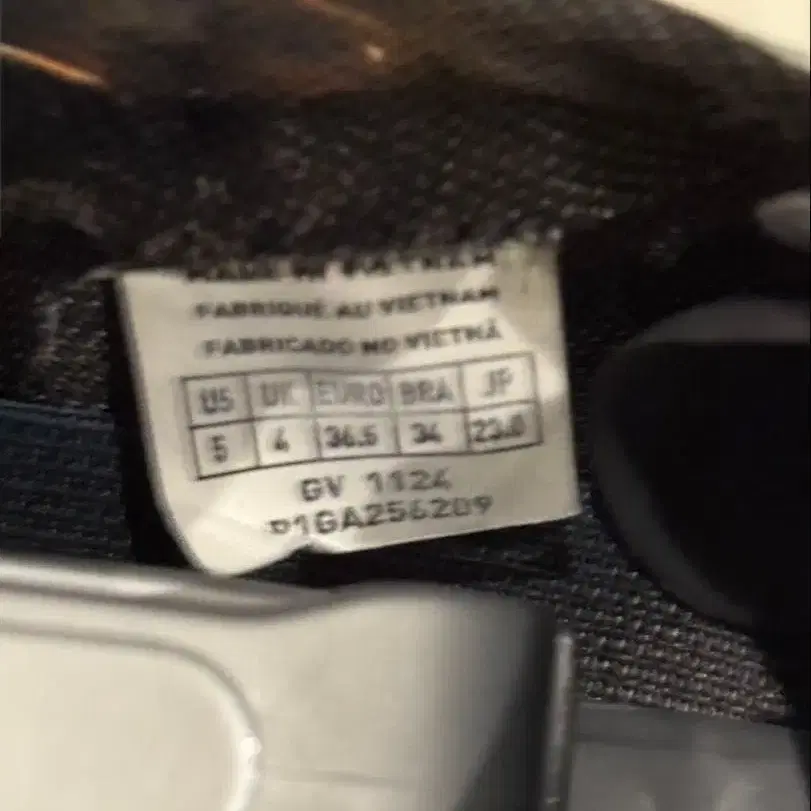 MADE IN VIETNAM
FABRIQUE AU VIETNAM
FABRICADO NO VIETNÃ
US UK EURO BRA JP
5 4 36.5 34 23.0
GV 1124
P1GA256209